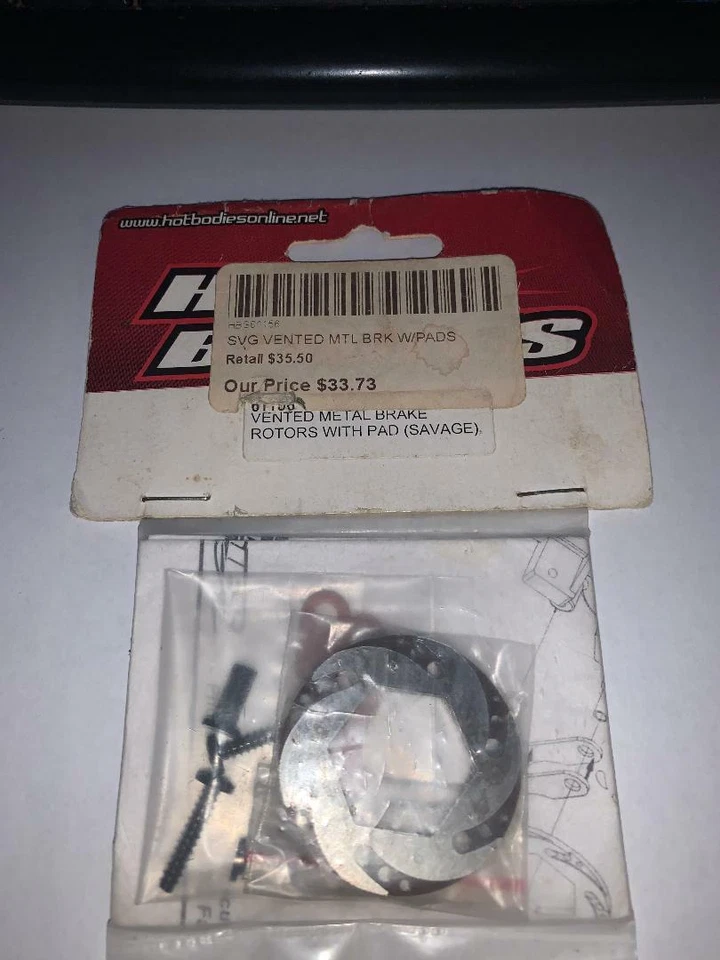 www.hotbodiesonline.net
SVG VENTED MTL BRK W/PADS
Retail $35.50
Our Price $33.73
61156
VENTED METAL BRAKE
ROTORS WITH PAD (SAVAGE)